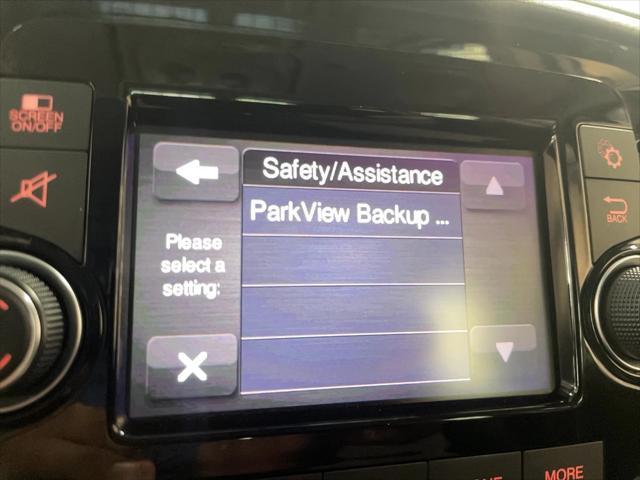 SCREEN
ON/OFF
Safety/Assistance
ParkView Backup ...
Please
select a
setting:
BACK
MORE